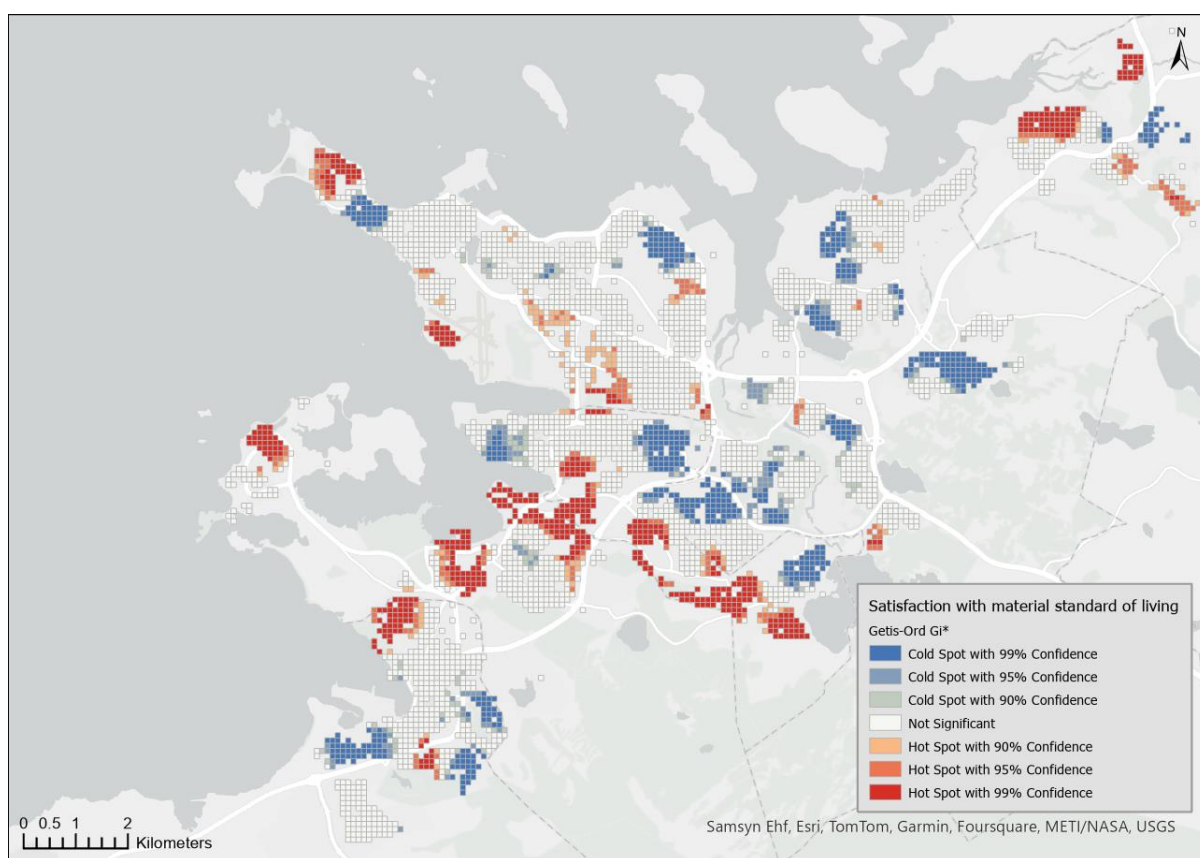 N
Satisfaction with material standard of living
Getis-Ord Gi*
Cold Spot with 99% Confidence
Cold Spot with 95% Confidence
Cold Spot with 90% Confidence
Not Significant
Hot Spot with 90% Confidence
Hot Spot with 95% Confidence
Hot Spot with 99% Confidence
0 0.5 1 2
Kilometers
Samsyn Ehf, Esri, TomTom, Garmin, Foursquare, METI/NASA, USGS